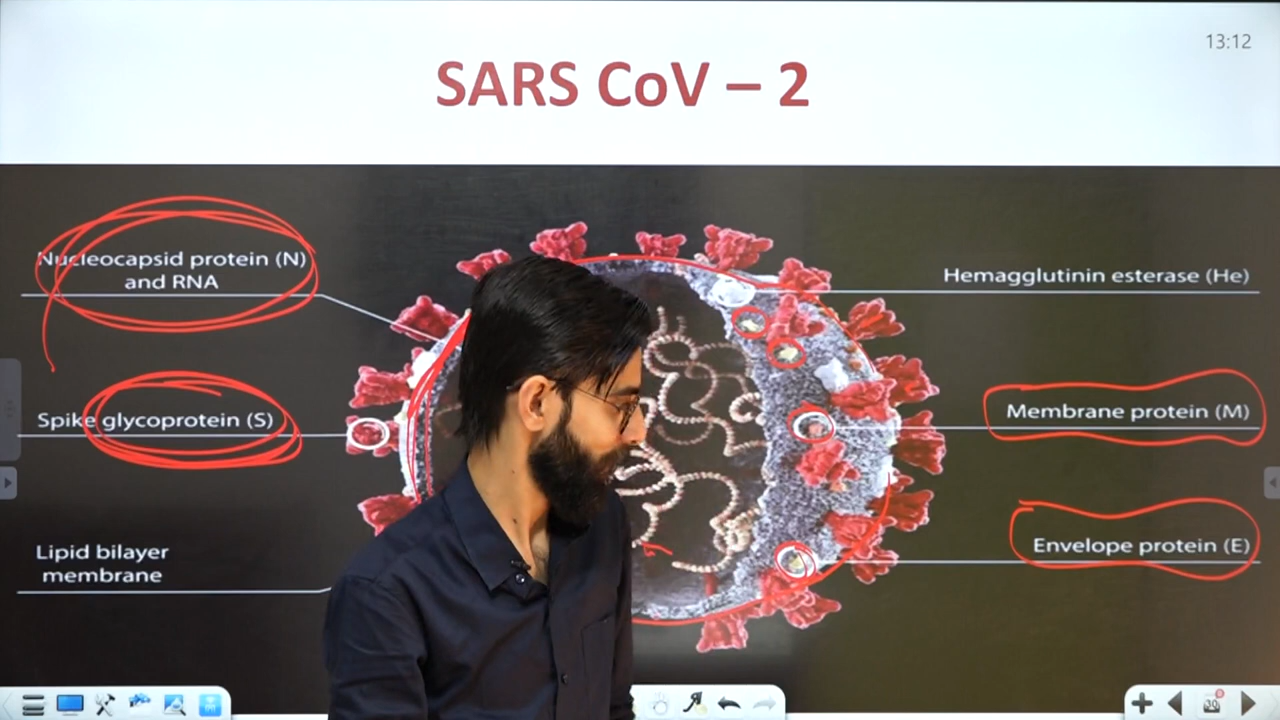 13:12
SARS CoV – 2
Nucleocapsid protein (N)
and RNA
Spike glycoprotein (S)
Lipid bilayer
membrane
Hemagglutinin esterase (He)
Membrane protein (M)
Envelope protein (E)